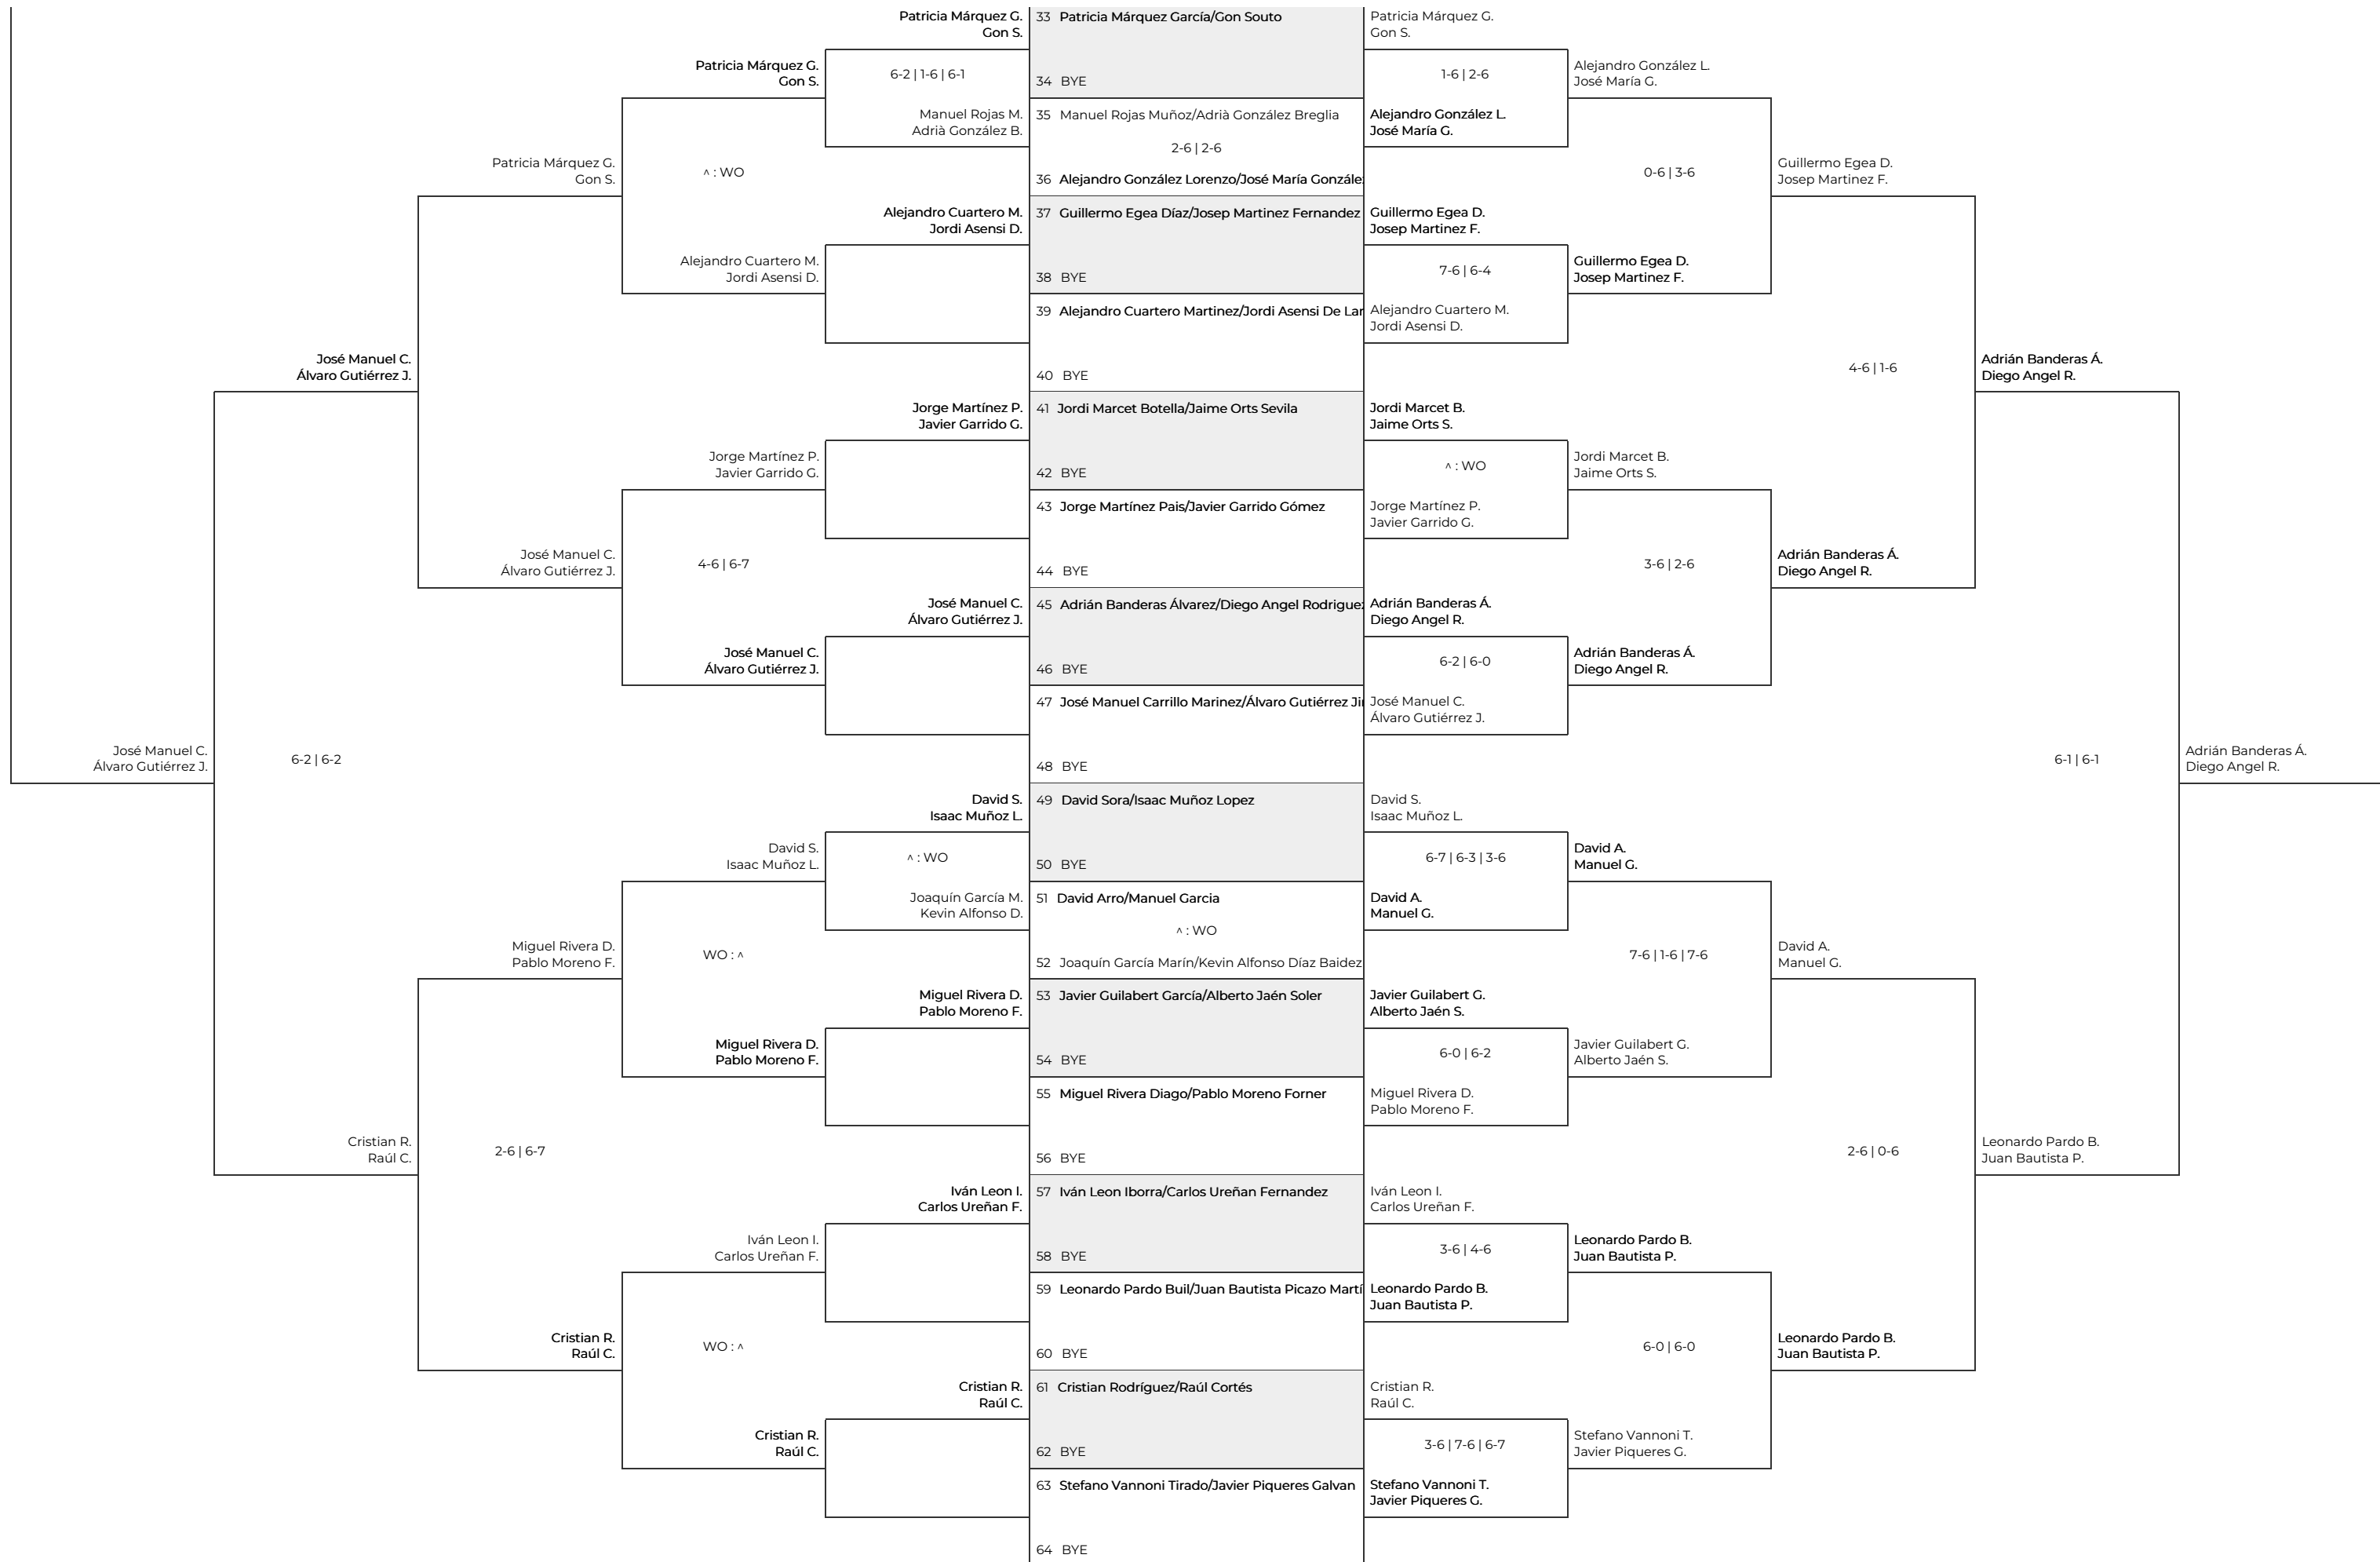 Patricia Márquez G.
Gon S.
33 Patricia Márquez García/Gon Souto
Patricia Márquez G.
Gon S.
Patricia Márquez G.
Gon S.
6-2 | 1-6 | 6-1
34 BYE
1-6 | 2-6
Alejandro González L.
José María G.
Manuel Rojas M.
Adrià González B.
35 Manuel Rojas Muñoz/Adrià González Breglia
Alejandro González L.
José María G.
2-6 | 2-6
Patricia Márquez G.
Gon S.
^ : WO
36 Alejandro González Lorenzo/José María Gonzále
0-6 | 3-6
Guillermo Egea D.
Josep Martinez F.
Alejandro Cuartero M.
Jordi Asensi D.
37 Guillermo Egea Díaz/Josep Martinez Fernandez
Guillermo Egea D.
Josep Martinez F.
Alejandro Cuartero M.
Jordi Asensi D.
38 BYE
7-6 | 6-4
Guillermo Egea D.
Josep Martinez F.
39 Alejandro Cuartero Martinez/Jordi Asensi De Lar
Alejandro Cuartero M.
Jordi Asensi D.
José Manuel C.
Álvaro Gutiérrez J.
40 BYE
4-6 | 1-6
Adrián Banderas Á.
Diego Angel R.
Jorge Martínez P.
Javier Garrido G.
41 Jordi Marcet Botella/Jaime Orts Sevila
Jordi Marcet B.
Jaime Orts S.
Jorge Martínez P.
Javier Garrido G.
42 BYE
^ : WO
Jordi Marcet B.
Jaime Orts S.
43 Jorge Martínez Pais/Javier Garrido Gómez
Jorge Martínez P.
Javier Garrido G.
José Manuel C.
Álvaro Gutiérrez J.
4-6 | 6-7
44 BYE
3-6 | 2-6
Adrián Banderas Á.
Diego Angel R.
José Manuel C.
Álvaro Gutiérrez J.
45 Adrián Banderas Álvarez/Diego Angel Rodriguez
Adrián Banderas Á.
Diego Angel R.
José Manuel C.
Álvaro Gutiérrez J.
46 BYE
6-2 | 6-0
Adrián Banderas Á.
Diego Angel R.
47 José Manuel Carrillo Marinez/Álvaro Gutiérrez Ji
José Manuel C.
Álvaro Gutiérrez J.
José Manuel C.
Álvaro Gutiérrez J.
6-2 | 6-2
48 BYE
6-1 | 6-1
Adrián Banderas Á.
Diego Angel R.
David S.
Isaac Muñoz L.
49 David Sora/Isaac Muñoz Lopez
David S.
Isaac Muñoz L.
David S.
Isaac Muñoz L.
^ : WO
50 BYE
6-7 | 6-3 | 3-6
David A.
Manuel G.
Joaquín García M.
Kevin Alfonso D.
51 David Arro/Manuel Garcia
David A.
Manuel G.
^ : WO
Miguel Rivera D.
Pablo Moreno F.
WO : ^
52 Joaquín García Marín/Kevin Alfonso Díaz Baidez
7-6 | 1-6 | 7-6
David A.
Manuel G.
Miguel Rivera D.
Pablo Moreno F.
53 Javier Guilabert García/Alberto Jaén Soler
Javier Guilabert G.
Alberto Jaén S.
Miguel Rivera D.
Pablo Moreno F.
54 BYE
6-0 | 6-2
Javier Guilabert G.
Alberto Jaén S.
55 Miguel Rivera Diago/Pablo Moreno Forner
Miguel Rivera D.
Pablo Moreno F.
Cristian R.
Raúl C.
2-6 | 6-7
56 BYE
2-6 | 0-6
Leonardo Pardo B.
Juan Bautista P.
Iván Leon I.
Carlos Ureñan F.
57 Iván Leon Iborra/Carlos Ureñan Fernandez
Iván Leon I.
Carlos Ureñan F.
Iván Leon I.
Carlos Ureñan F.
58 BYE
3-6 | 4-6
Leonardo Pardo B.
Juan Bautista P.
59 Leonardo Pardo Buil/Juan Bautista Picazo Martí
Leonardo Pardo B.
Juan Bautista P.
Cristian R.
Raúl C.
WO : ^
60 BYE
6-0 | 6-0
Leonardo Pardo B.
Juan Bautista P.
Cristian R.
Raúl C.
61 Cristian Rodríguez/Raúl Cortés
Cristian R.
Raúl C.
Cristian R.
Raúl C.
62 BYE
3-6 | 7-6 | 6-7
Stefano Vannoni T.
Javier Piqueres G.
63 Stefano Vannoni Tirado/Javier Piqueres Galvan
Stefano Vannoni T.
Javier Piqueres G.
64 BYE